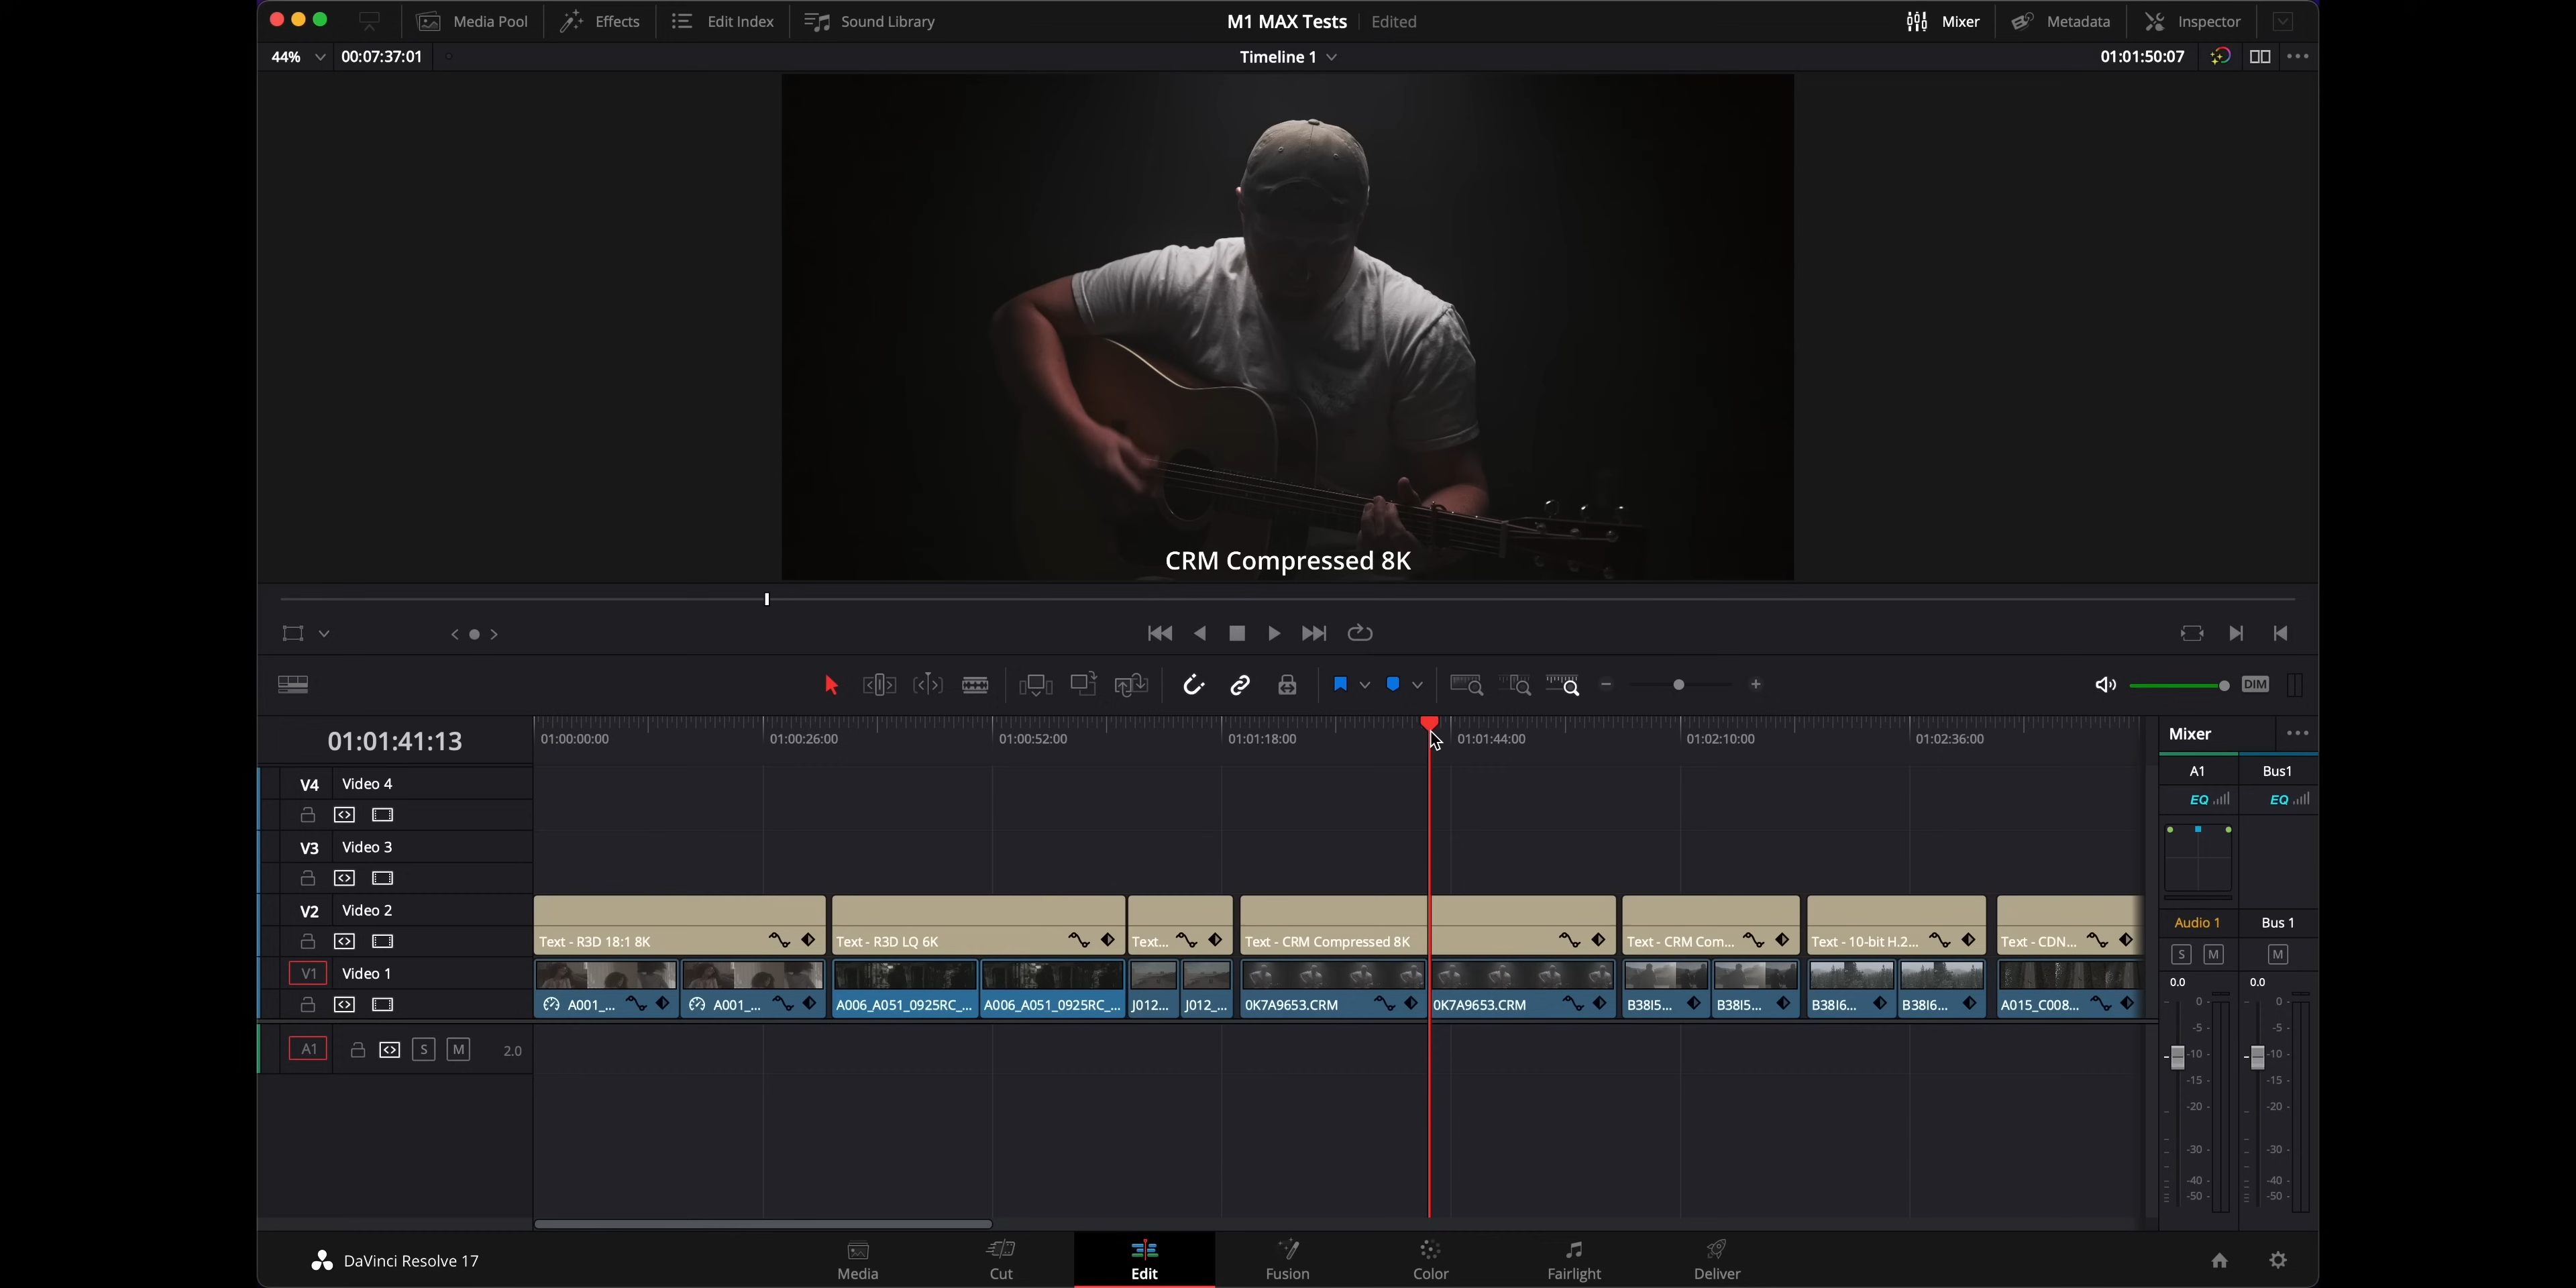 Media Pool Effects Edit Index Sound Library M1 MAX Tests Edited Mixer Metadata Inspector
44% 00:07:37:01 Timeline 1 01:01:50:07
CRM Compressed 8K
DIM
01:01:41:13 01:00:00:00 01:00:26:00 01:00:52:00 01:01:18:00 01:01:44:00 01:02:10:00 01:02:36:00 Mixer
A1 Bus1
EQ EQ
V4 Video 4
V3 Video 3
V2 Video 2
Audio 1 Bus 1
Text - R3D 18:1 8K Text - R3D LQ 6K Text... Text - CRM Compressed 8K Text - CRM Com... Text - 10-bit H.2... Text - CDN...
S M M
V1 Video 1
0.0 0.0
A001_... A001_... A006_A051_0925RC_... A006_A051_0925RC_... J012... J012_... 0K7A9653.CRM 0K7A9653.CRM B38I5... B38I5... B38I6... B38I6... A015_C008...
A1 S M 2.0
0 0
-5 -5
-10 -10
-15 -15
-20 -20
-30 -30
-40 -40
-50 -50
DaVinci Resolve 17 Media Cut Edit Fusion Color Fairlight Deliver